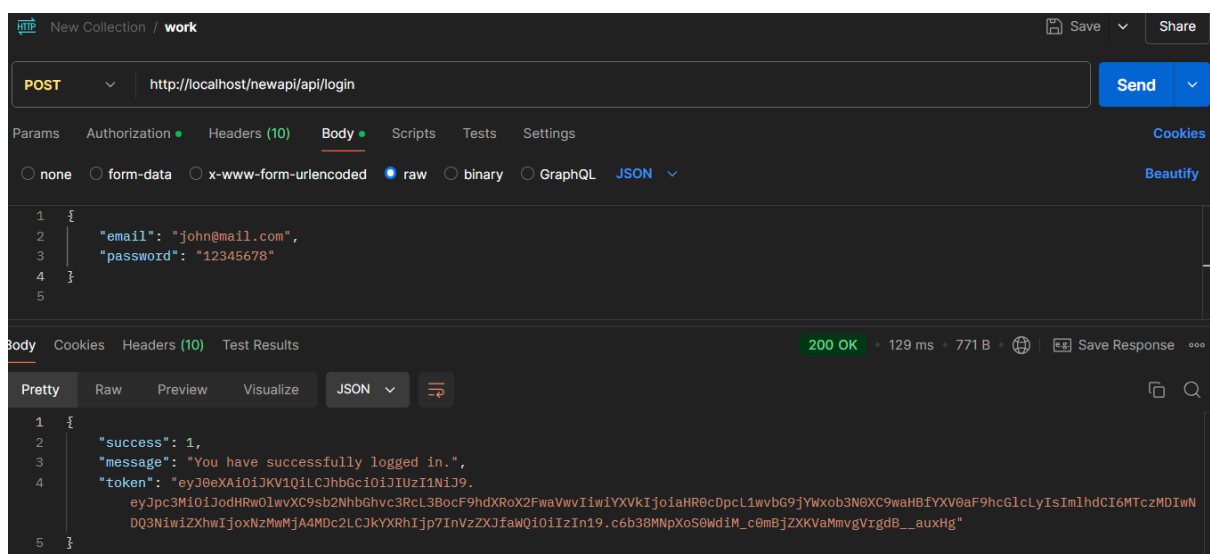 HTTP New Collection / work Save Share
POST http://localhost/newapi/api/login Send
Params Authorization Headers (10) Body Scripts Tests Settings Cookies
none form-data x-www-form-urlencoded raw binary GraphQL JSON Beautify
1 {
2 "email": "john@mail.com",
3 "password": "12345678"
4 }
5
Body Cookies Headers (10) Test Results 200 OK 129 ms 771 B e.g. Save Response
Pretty Raw Preview Visualize JSON
1 {
2 "success": 1,
3 "message": "You have successfully logged in.",
4 "token": "eyJ0eXAiOiJKV1QiLCJhbGciOiJIUzI1NiJ9.
eyJpc3MiOiJodHRwOlwvXC9sb2NhbGhvc3RcL3BocF9hdXRoX2FwaVwvIiwiYXVkIjoiaHR0cDpcL1wvbG9jYWxob3N0XC9waHBfYXV0aF9hcGlcLyIsImlhdCI6MTczMDIwN
DQ3NiwiZXhwIjoxNzMwMjA4MDc2LCJkYXRhIjp7InVzZXJfaWQiOiIzIn19.c6b38MNpXoS0WdiM_c0mBjZXKVaMmvgVrgdB__auxHg"
5 }